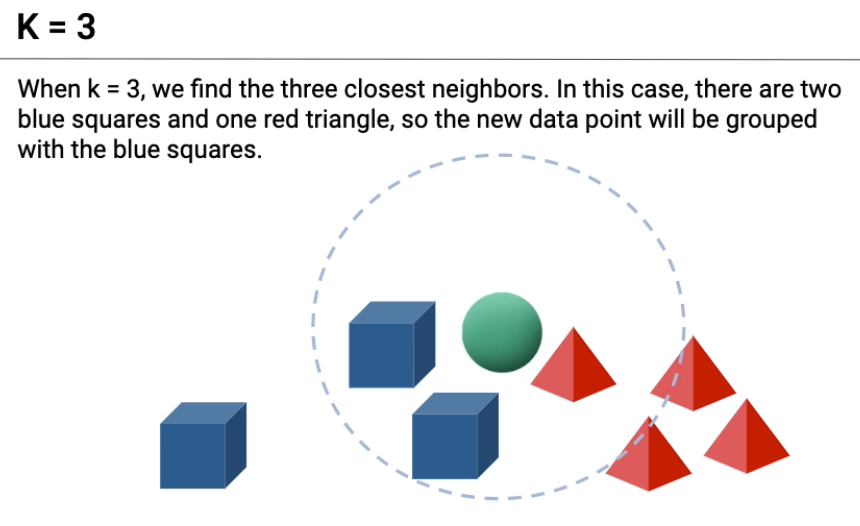 K = 3
When k = 3, we find the three closest neighbors. In this case, there are two
blue squares and one red triangle, so the new data point will be grouped
with the blue squares.